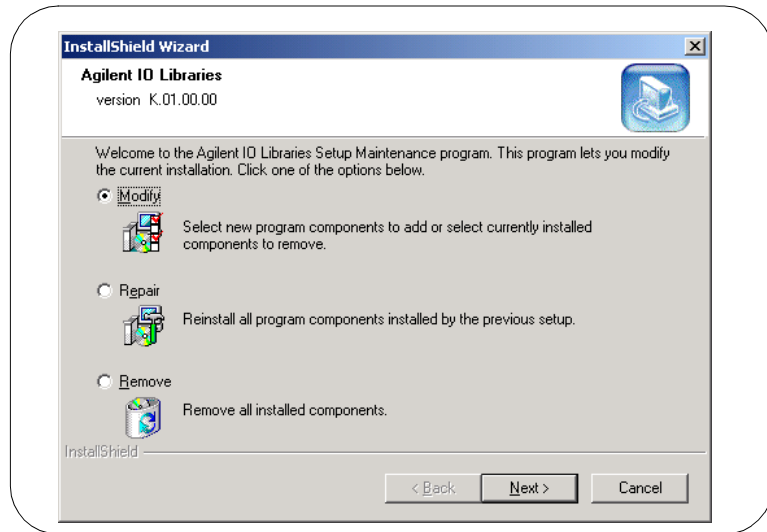 InstallShield Wizard
Agilent IO Libraries
version K.01.00.00
Welcome to the Agilent IO Libraries Setup Maintenance program. This program lets you modify
the current installation. Click one of the options below.
Modify
Select new program components to add or select currently installed
components to remove.
Repair
Reinstall all program components installed by the previous setup.
Remove
Remove all installed components.
InstallShield
< Back
Next >
Cancel